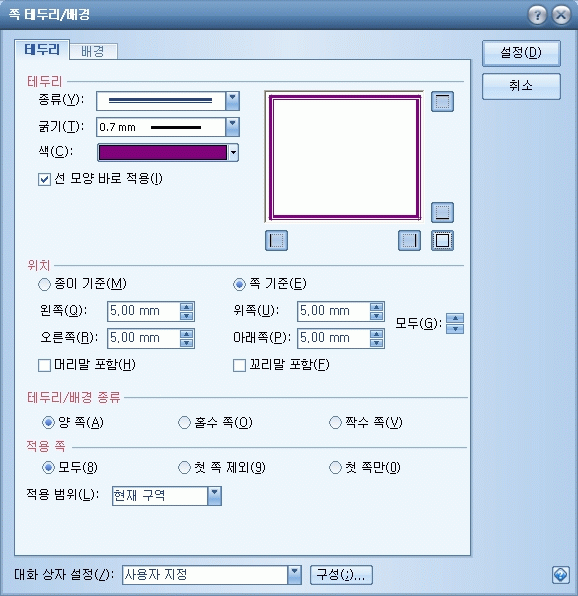 쪽 테두리/배경
테두리 배경
설정(D)
취소
테두리
종류(Y):
굵기(T): 0.7 mm
색(C):
선 모양 바로 적용(I)
위치
종이 기준(M) 쪽 기준(E)
왼쪽(Q): 5,00 mm 위쪽(U): 5,00 mm
모두(G):
오른쪽(R): 5,00 mm 아래쪽(P): 5,00 mm
머리말 포함(H) 꼬리말 포함(F)
테두리/배경 종류
양 쪽(A) 홀수 쪽(O) 짝수 쪽(V)
적용 쪽
모두(8) 첫 쪽 제외(9) 첫 쪽만(0)
적용 범위(L): 현재 구역
대화 상자 설정(/): 사용자 지정 구성(;)...